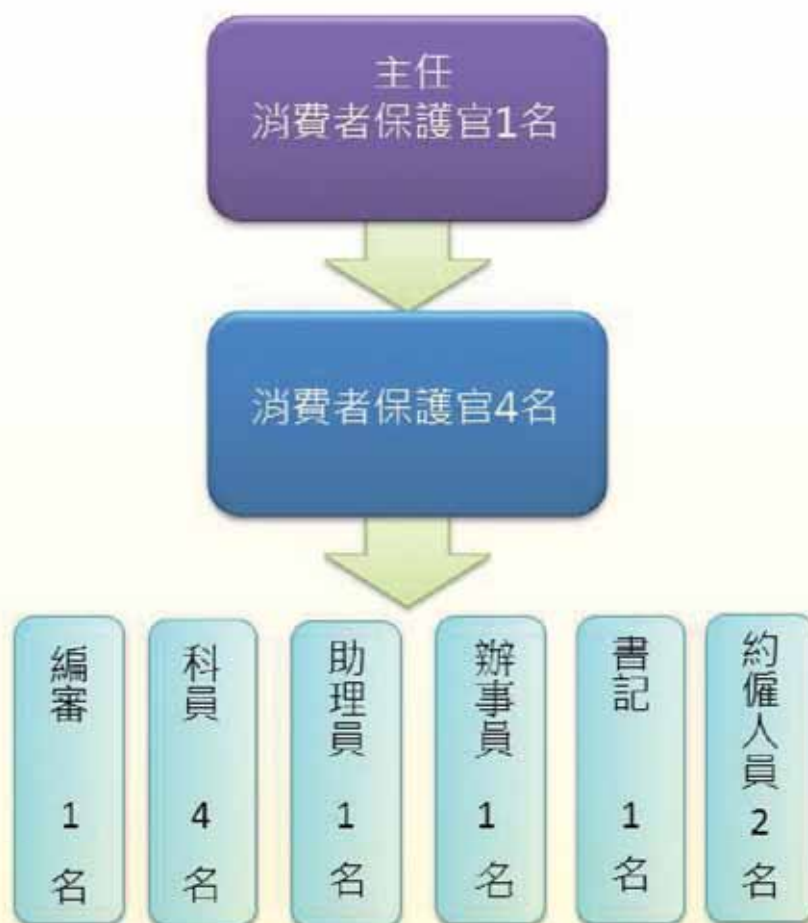 主任
消費者保護官1名
消費者保護官4名
編審 1 名
科員 4 名
助理員 1 名
辦事員 1 名
書記 1 名
約僱人員 2 名